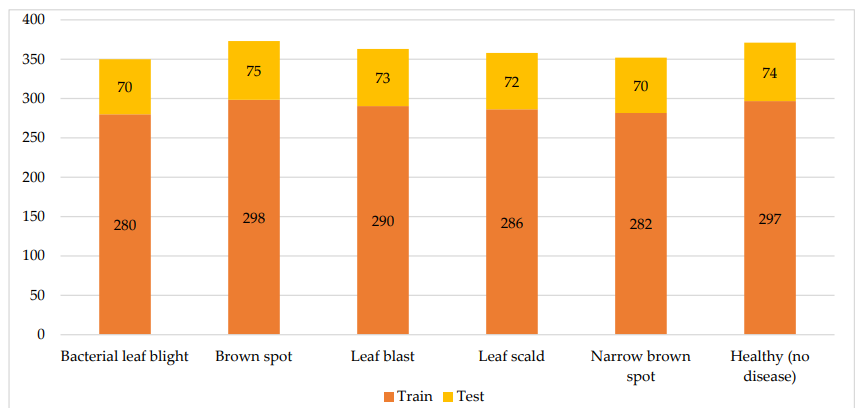 400
350
300
250
200
150
100
50
0
70
75
73
72
70
74
280
298
290
286
282
297
Bacterial leaf blight
Brown spot
Leaf blast
Leaf scald
Narrow brown
spot
Healthy (no
disease)
Train
Test